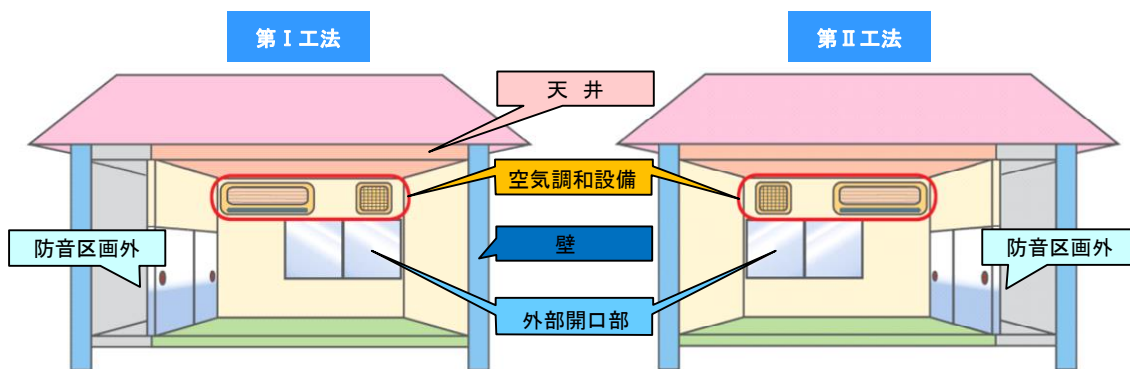 第Ⅰ工法
第Ⅱ工法
天 井
空気調和設備
防音区画外
壁
防音区画外
外部開口部